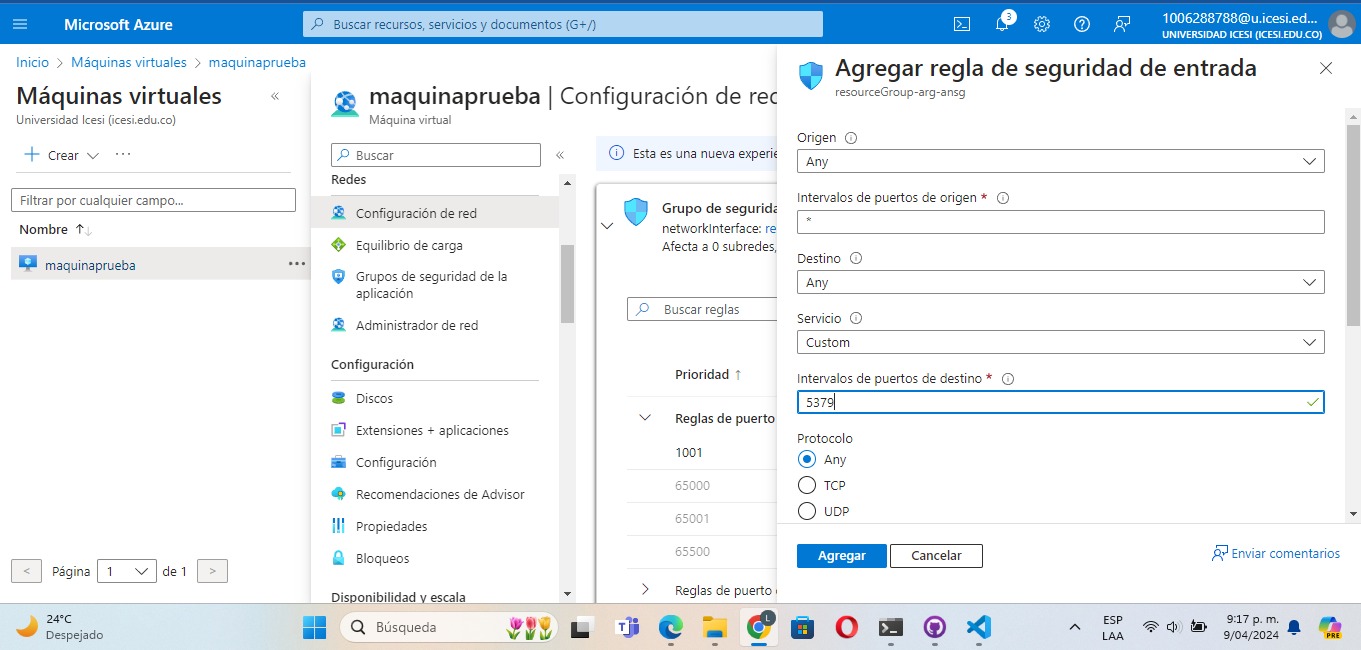 Microsoft Azure
Buscar recursos, servicios y documentos (G+/)
3
1006288788@u.icesi.ed...
UNIVERSIDAD ICESI (ICESI.EDU.CO)
Inicio > Máquinas virtuales > maquinaprueba
Máquinas virtuales
Universidad Icesi (icesi.edu.co)
Crear
Filtrar por cualquier campo...
Nombre
maquinaprueba
< Página 1 de 1 >
maquinaprueba | Configuración de red
Máquina virtual
Buscar
Redes
Configuración de red
Equilibrio de carga
Grupos de seguridad de la
aplicación
Administrador de red
Configuración
Discos
Extensiones + aplicaciones
Configuración
Recomendaciones de Advisor
Propiedades
Bloqueos
Disponibilidad y escala
Esta es una nueva experie
Grupo de segurida
networkInterface: re
Afecta a 0 subredes,
Buscar reglas
Prioridad ↑
Reglas de puerto
1001
65000
65001
65500
Reglas de puerto
Agregar regla de seguridad de entrada
resourceGroup-arg-ansg
Origen
Any
Intervalos de puertos de origen *
*
Destino
Any
Servicio
Custom
Intervalos de puertos de destino *
5379
Protocolo
Any
TCP
UDP
Agregar
Cancelar
Enviar comentarios
24°C
Despejado
Búsqueda
L
ESP
LAA
9:17 p. m.
9/04/2024
PRE